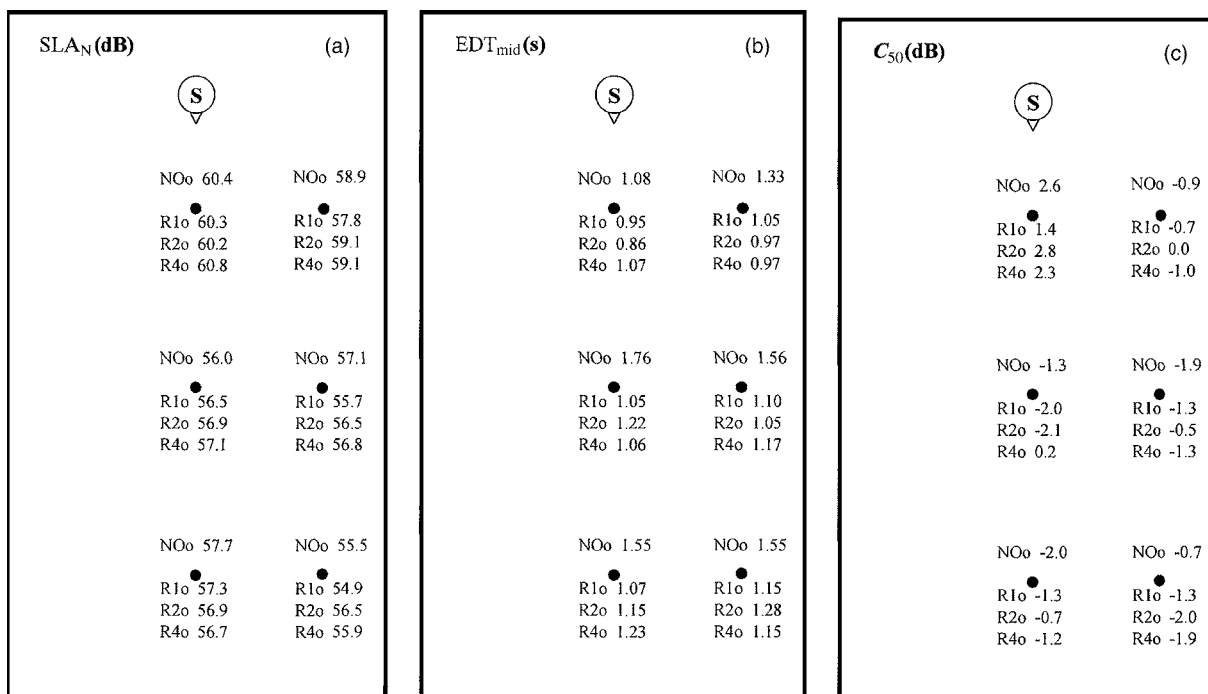 SLAN(dB) (a)
S
NOo 60.4 NOo 58.9
R1o 60.3 R1o 57.8
R2o 60.2 R2o 59.1
R4o 60.8 R4o 59.1
NOo 56.0 NOo 57.1
R1o 56.5 R1o 55.7
R2o 56.9 R2o 56.5
R4o 57.1 R4o 56.8
NOo 57.7 NOo 55.5
R1o 57.3 R1o 54.9
R2o 56.9 R2o 56.5
R4o 56.7 R4o 55.9
EDTmid(s) (b)
S
NOo 1.08 NOo 1.33
R1o 0.95 R1o 1.05
R2o 0.86 R2o 0.97
R4o 1.07 R4o 0.97
NOo 1.76 NOo 1.56
R1o 1.05 R1o 1.10
R2o 1.22 R2o 1.05
R4o 1.06 R4o 1.17
NOo 1.55 NOo 1.55
R1o 1.07 R1o 1.15
R2o 1.15 R2o 1.28
R4o 1.23 R4o 1.15
C50(dB) (c)
S
NOo 2.6 NOo -0.9
R1o 1.4 R1o -0.7
R2o 2.8 R2o 0.0
R4o 2.3 R4o -1.0
NOo -1.3 NOo -1.9
R1o -2.0 R1o -1.3
R2o -2.1 R2o -0.5
R4o 0.2 R4o -1.3
NOo -2.0 NOo -0.7
R1o -1.3 R1o -1.3
R2o -0.7 R2o -2.0
R4o -1.2 R4o -1.9